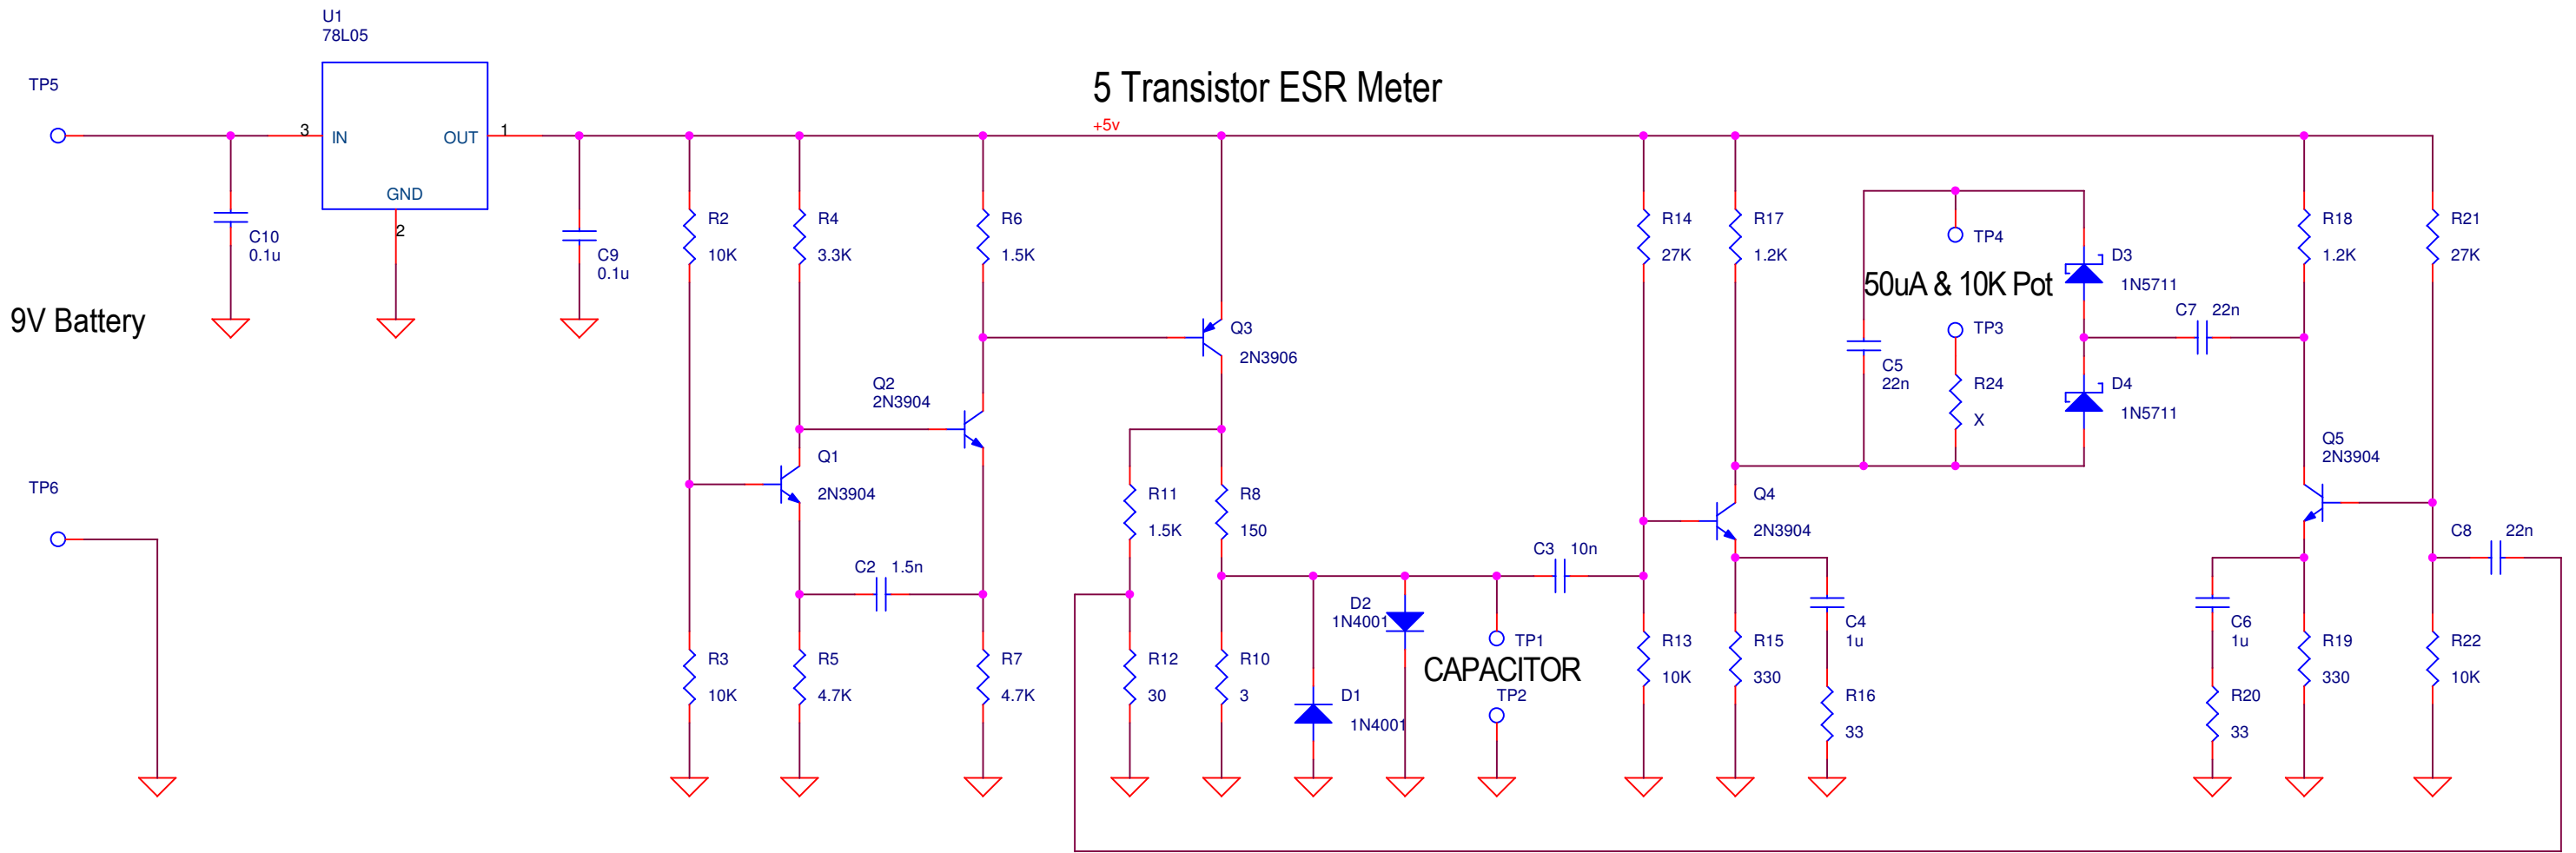 U1
78L05
5 Transistor ESR Meter
+5v
TP5
3
IN
OUT
1
GND
2
C10
0.1u
C9
0.1u
9V Battery
TP6
R2
10K
R4
3.3K
R6
1.5K
Q3
2N3906
Q2
2N3904
Q1
2N3904
C2 1.5n
R3
10K
R5
4.7K
R7
4.7K
R11
1.5K
R8
150
R12
30
R10
3
D2
1N4001
D1
1N4001
TP1
CAPACITOR
TP2
C3 10n
R14
27K
R17
1.2K
Q4
2N3904
R13
10K
R15
330
C4
1u
R16
33
TP4
50uA & 10K Pot
TP3
C5
22n
R24
X
D3
1N5711
D4
1N5711
C7 22n
R18
1.2K
R21
27K
Q5
2N3904
C8 22n
C6
1u
R20
33
R19
330
R22
10K